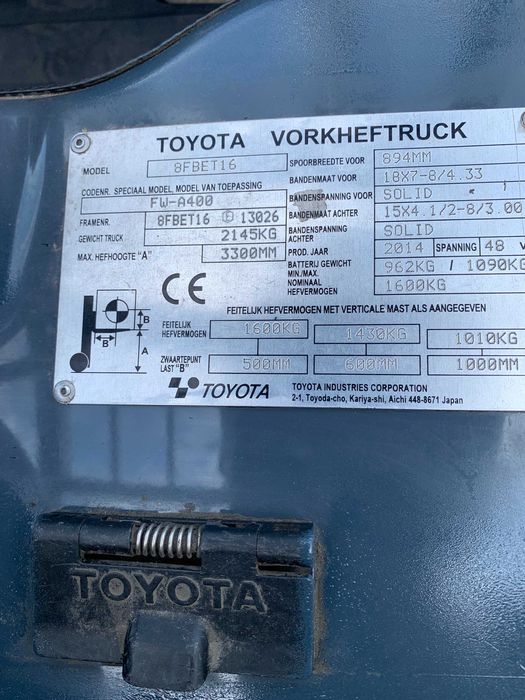 TOYOTA VORKHEFTRUCK
MODEL 8FBET16 SPOORBREEDTE VOOR 894MM
CODENR. SPECIAAL MODEL, MODEL VAN TOEPASSING BANDENMAAT VOOR 18X7-8/4.33
FW-A400 BANDENSPANNING VOOR SOLID
FRAMENR. 8FBET16 13026 BANDENMAAT ACHTER 15X4.1/2-8/3.00
GEWICHT TRUCK 2145KG BANDENSPANNING ACHTER SOLID
MAX. HEFHOOGTE "A" 3300MM PROD. JAAR 2014 SPANNING 48 V
BATTERIJ GEWICHT MIN./MAX. 962KG / 1090KG
NOMINAAL HEFVERMOGEN 1600KG
CE
B
B
A
FEITELIJK HEFVERMOGEN MET VERTICALE MAST ALS AANGEGEVEN
FEITELIJK HEFVERMOGEN 1600KG 1430KG 1010KG
ZWAARTEPUNT LAST "B" 500MM 600MM 1000MM
TOYOTA TOYOTA INDUSTRIES CORPORATION
2-1, Toyoda-cho, Kariya-shi, Aichi 448-8671 Japan
TOYOTA